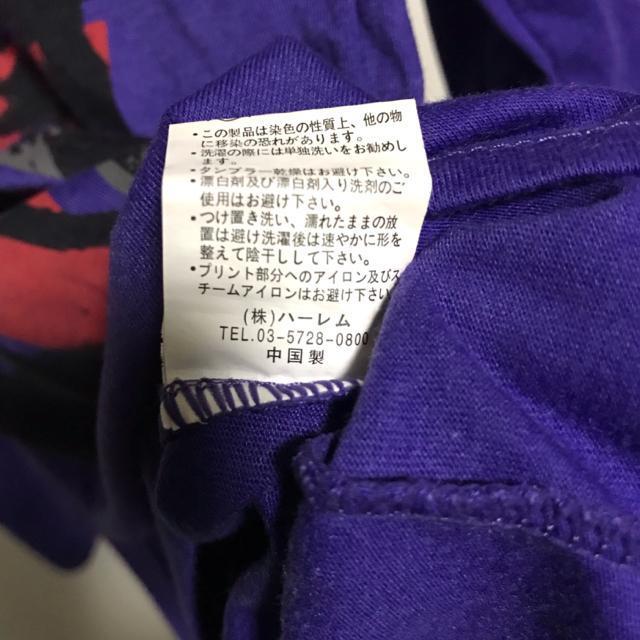 • この製品は染色の性質上、他の物
に移染の恐れがあります。
• 洗濯の際には単独洗いをお勧めし
ます。
• タンブラー乾燥はお避け下さい。
• 漂白剤及び漂白剤入り洗剤のご
使用はお避け下さい。
• つけ置き洗い、濡れたままの放
置は避け洗濯後は速やかに形を
整えて陰干しして下さい。
• プリント部分へのアイロン及びス
チームアイロンはお避け下さい
(株)ハーレム
TEL.03-5728-0800
中国製